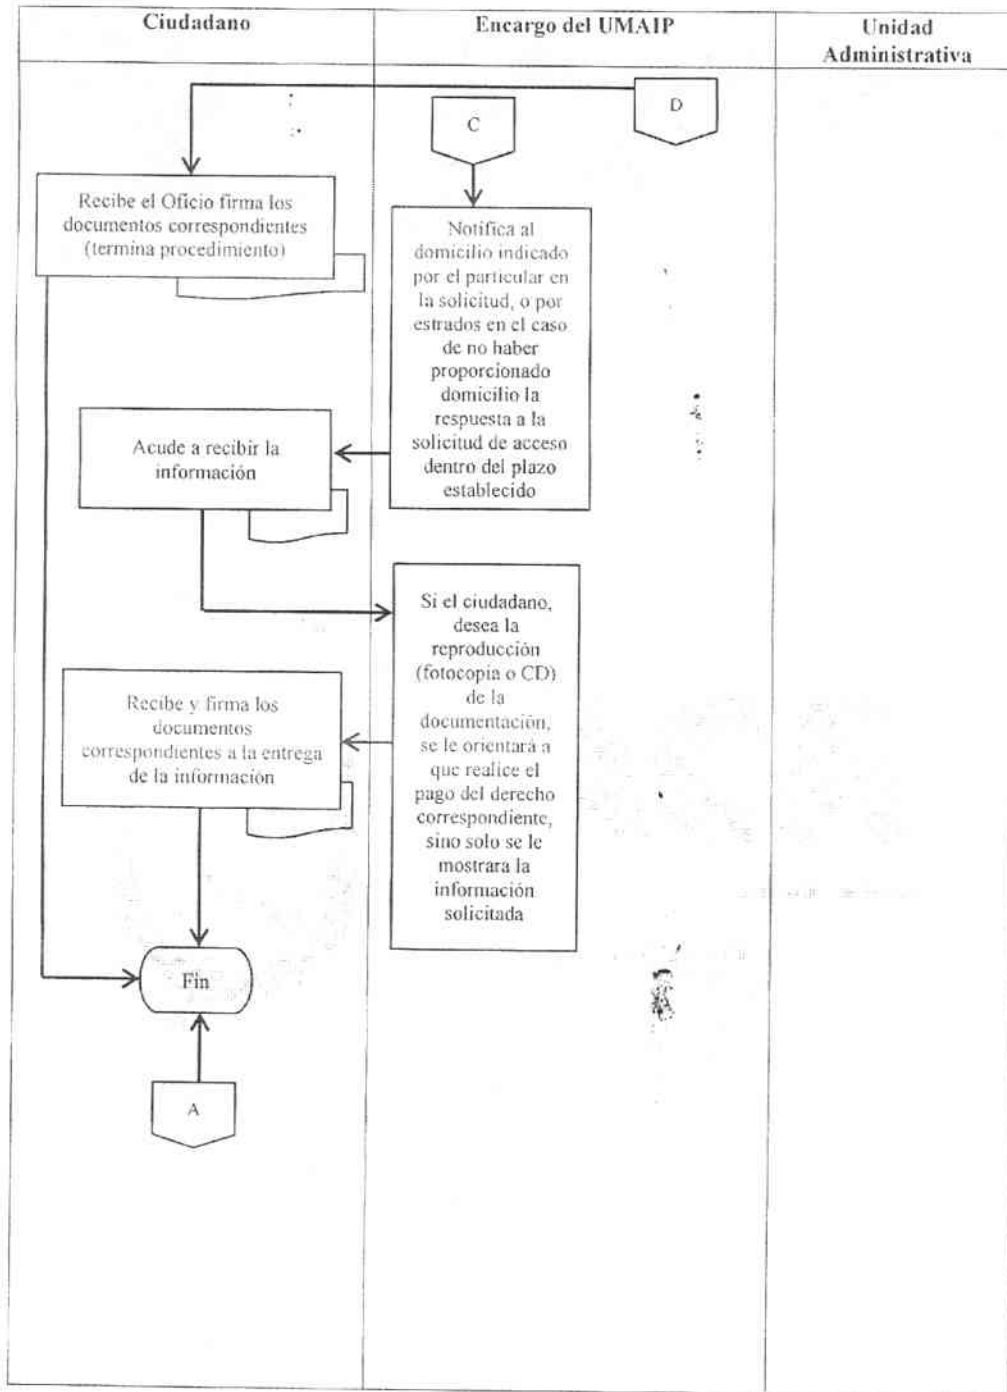 Ciudadano
Encargo del UMAIP
Unidad
Administrativa
D
C
Recibe el Oficio firma los
documentos correspondientes
(termina procedimiento)
Notifica al
domicilio indicado
por el particular en
la solicitud, o por
estrados en el caso
de no haber
proporcionado
domicilio la
respuesta a la
solicitud de acceso
dentro del plazo
establecido
Acude a recibir la
información
Si el ciudadano,
desea la
reproducción
(fotocopia o CD)
de la
documentación,
se le orientará a
que realice el
pago del derecho
correspondiente,
sino solo se le
mostrara la
información
solicitada
Recibe y firma los
documentos
correspondientes a la entrega
de la información
Fin
A